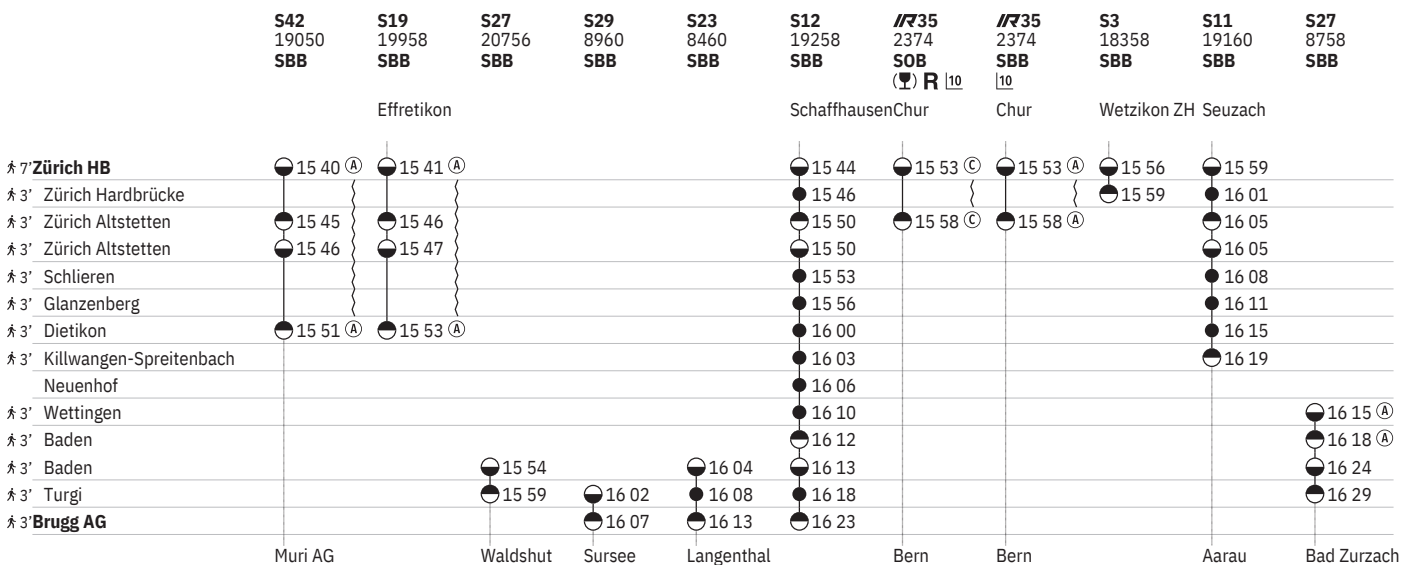 S42 S19 S27 S29 S23 S12 IR35 IR35 S3 S11 S27
19050 19958 20756 8960 8460 19258 2374 2374 18358 19160 8758
SBB SBB SBB SBB SBB SBB SOB SBB SBB SBB SBB
R 10 10
Effretikon Schaffhausen Chur Chur Wetzikon ZH Seuzach
7' Zürich HB 15 40 A 15 41 A 15 44 15 53 C 15 53 A 15 56 15 59
3' Zürich Hardbrücke 15 46 15 59 16 01
3' Zürich Altstetten 15 45 15 46 15 50 15 58 C 15 58 A 16 05
3' Zürich Altstetten 15 46 15 47 15 50 16 05
3' Schlieren 15 53 16 08
3' Glanzenberg 15 56 16 11
3' Dietikon 15 51 A 15 53 A 16 00 16 15
3' Killwangen-Spreitenbach 16 03 16 19
Neuenhof 16 06
3' Wettingen 16 10 16 15 A
3' Baden 16 12 16 18 A
3' Baden 15 54 16 04 16 13 16 24
3' Turgi 15 59 16 02 16 08 16 18 16 29
3' Brugg AG 16 07 16 13 16 23
Muri AG Waldshut Sursee Langenthal Bern Bern Aarau Bad Zurzach